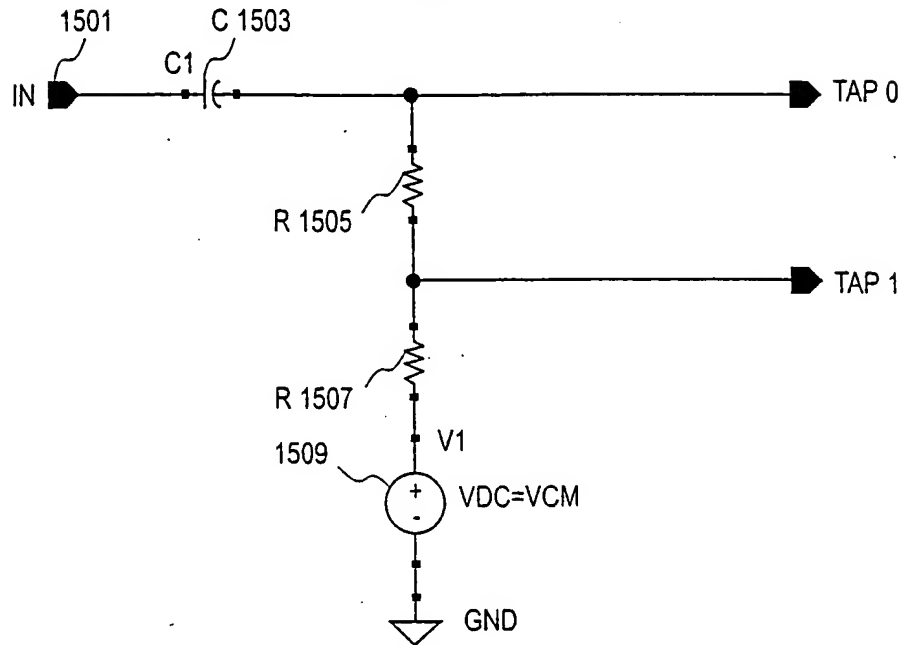 1501
C 1503
C1
IN
TAP 0
R 1505
TAP 1
R 1507
V1
1509
+
-
VDC=VCM
GND